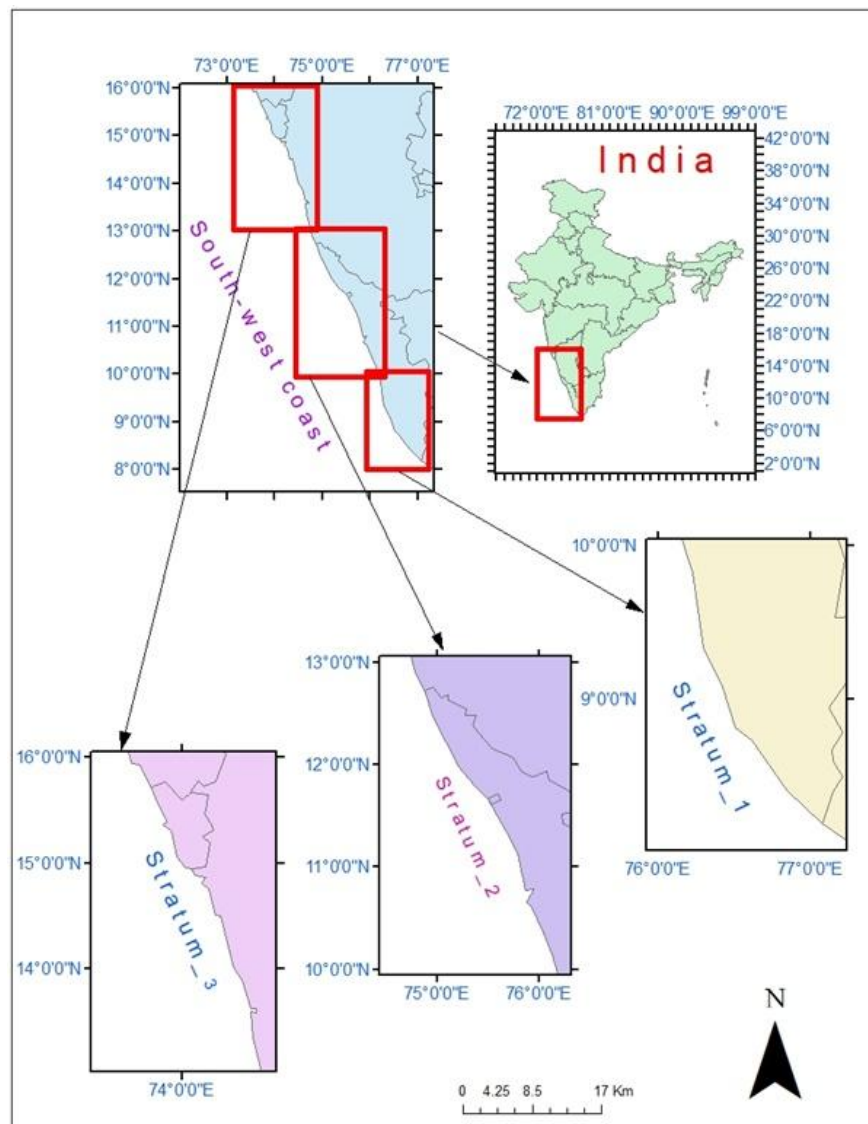 73°0'0"E 75°0'0"E 77°0'0"E
16°0'0"N
15°0'0"N
14°0'0"N
13°0'0"N
12°0'0"N
11°0'0"N
10°0'0"N
9°0'0"N
8°0'0"N
South-west coast
72°0'0"E 81°0'0"E 90°0'0"E 99°0'0"E
India
42°0'0"N
38°0'0"N
34°0'0"N
30°0'0"N
26°0'0"N
22°0'0"N
18°0'0"N
14°0'0"N
10°0'0"N
6°0'0"N
2°0'0"N
10°0'0"N
9°0'0"N
Stratum_1
76°0'0"E 77°0'0"E
13°0'0"N
12°0'0"N
11°0'0"N
10°0'0"N
Stratum_2
75°0'0"E 76°0'0"E
16°0'0"N
15°0'0"N
14°0'0"N
Stratum_3
74°0'0"E
N
0 4.25 8.5 17 Km